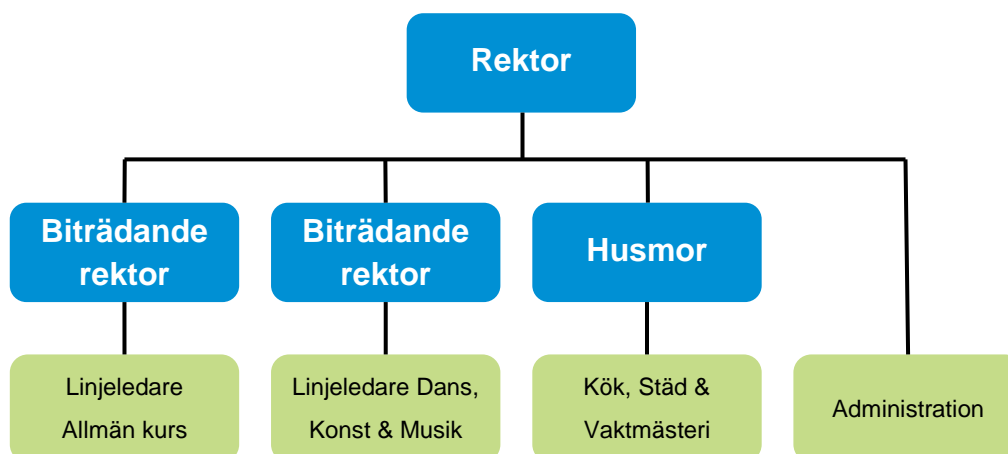 Rektor
Biträdande
rektor
Biträdande
rektor
Husmor
Linjeledare
Allmän kurs
Linjeledare Dans,
Konst & Musik
Kök, Städ &
Vaktmästeri
Administration